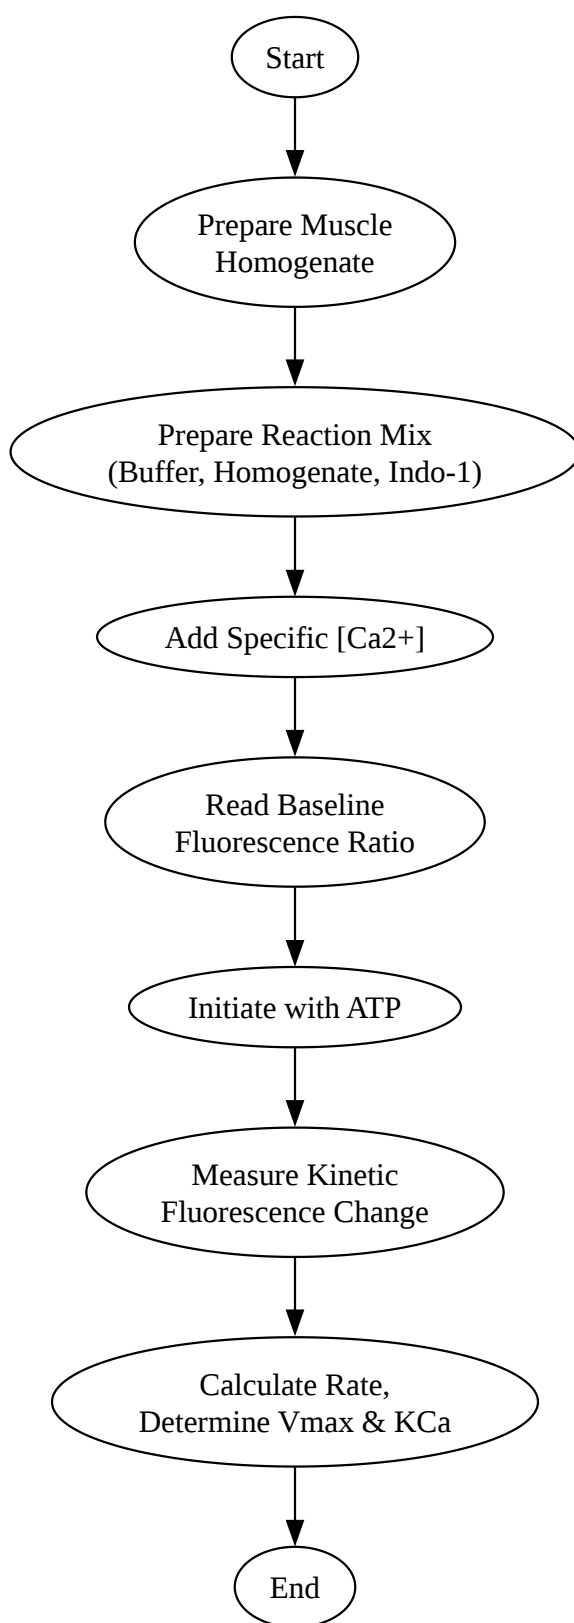 Start
Prepare Muscle
Homogenate
Prepare Reaction Mix
(Buffer, Homogenate, Indo-1)
Add Specific [Ca2+]
Read Baseline
Fluorescence Ratio
Initiate with ATP
Measure Kinetic
Fluorescence Change
Calculate Rate,
Determine Vmax & KCa
End